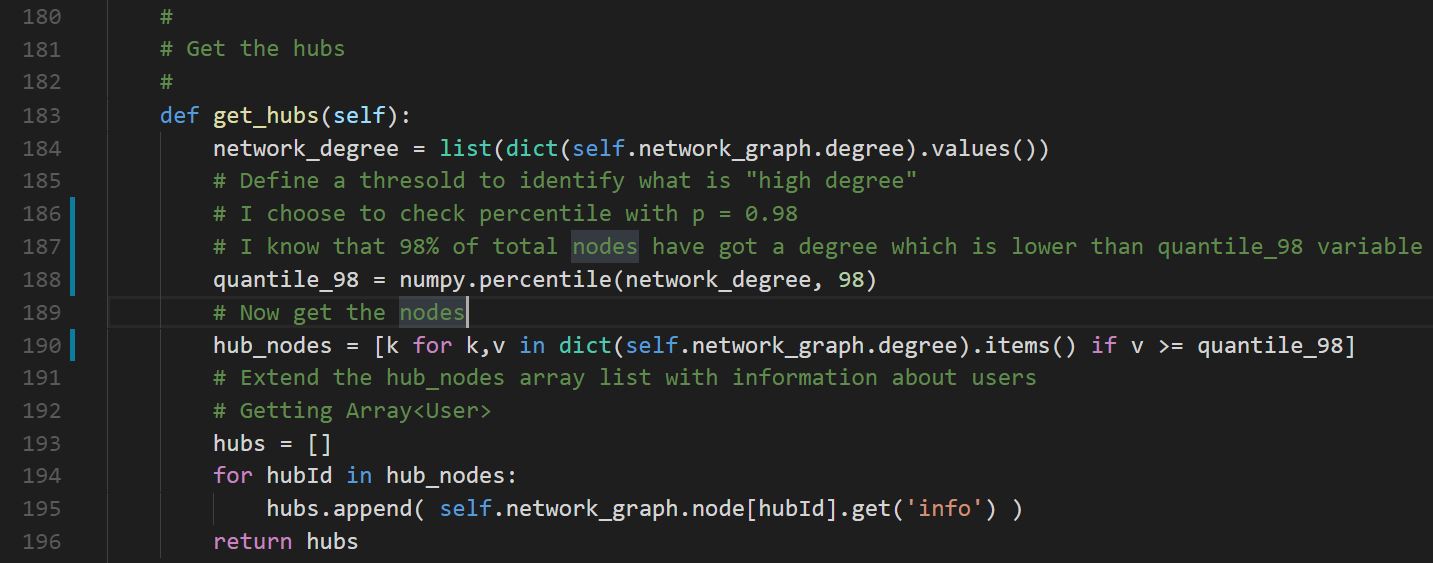 180 #
181 # Get the hubs
182 #
183 def get_hubs(self):
184 network_degree = list(dict(self.network_graph.degree).values())
185 # Define a thresold to identify what is "high degree"
186 # I choose to check percentile with p = 0.98
187 # I know that 98% of total nodes have got a degree which is lower than quantile_98 variable
188 quantile_98 = numpy.percentile(network_degree, 98)
189 # Now get the nodes
190 hub_nodes = [k for k,v in dict(self.network_graph.degree).items() if v >= quantile_98]
191 # Extend the hub_nodes array list with information about users
192 # Getting Array<User>
193 hubs = []
194 for hubId in hub_nodes:
195 hubs.append( self.network_graph.node[hubId].get('info') )
196 return hubs